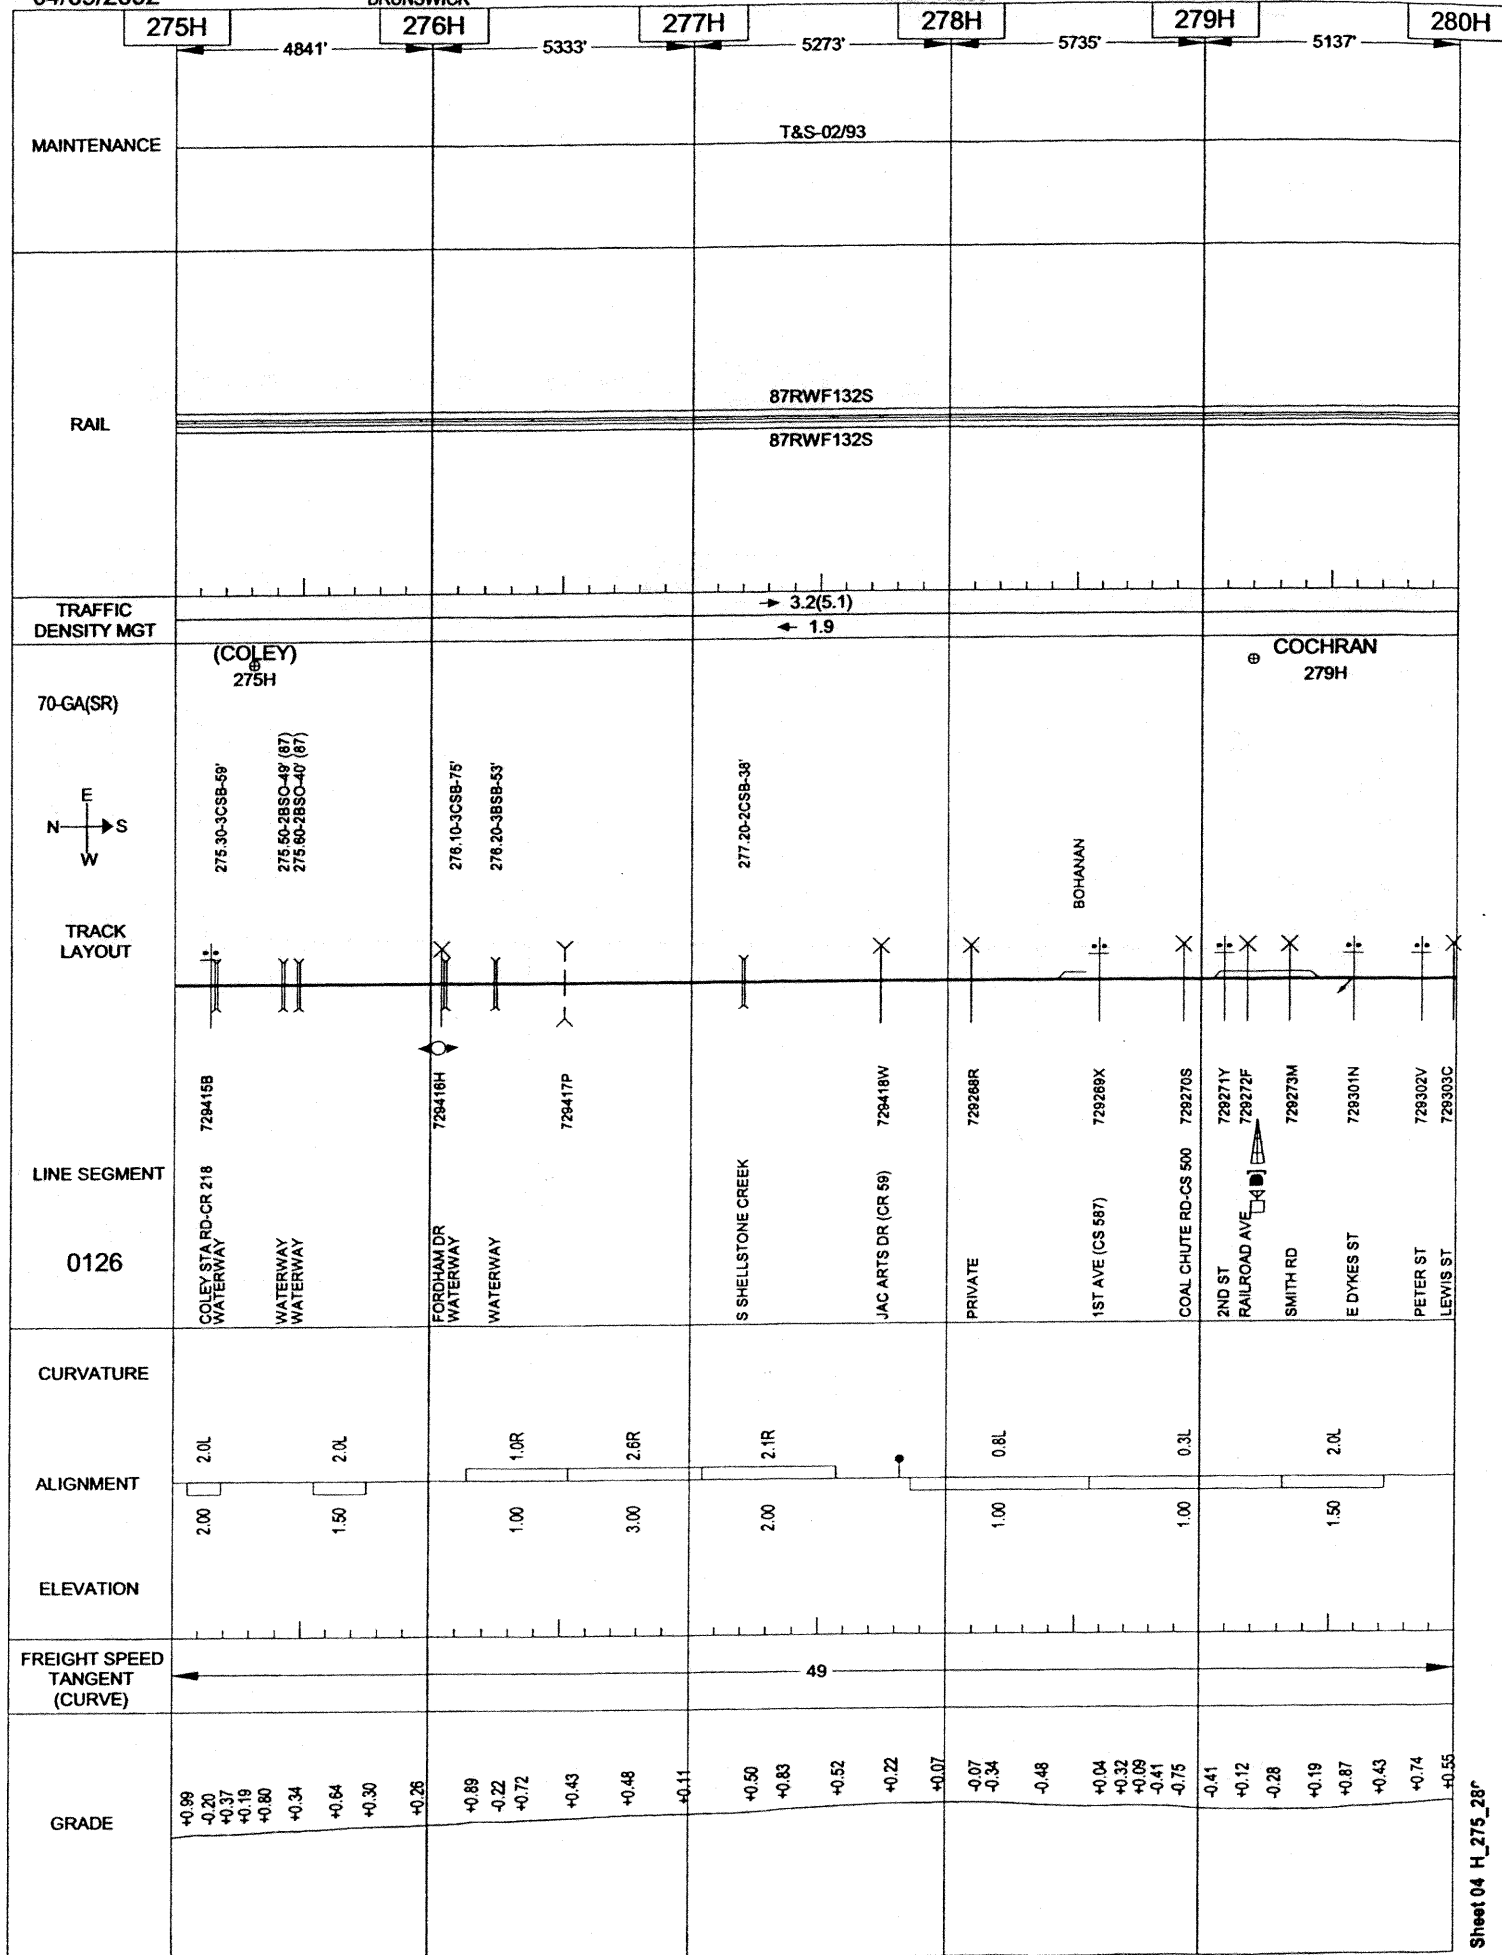 275H 276H 277H 278H 279H 280H
4841' 5333' 5273' 5735' 5137'
MAINTENANCE
T&S-02/93
RAIL
87RWF132S
87RWF132S
TRAFFIC
DENSITY MGT
3.2(5.1)
1.9
(COLEY)
275H
COCHRAN
279H
70-GA(SR)
E
N S
W
275.30-3CSB-59'
275.50-2BSO-49' (87)
275.60-2BSO-40' (87)
276.10-3CSB-75'
276.20-3BSB-53'
277.20-2CSB-38'
BOHANAN
TRACK
LAYOUT
729415B
729416H
729417P
729418W
729268R
729269X
729270S
729271Y
729272F
729273M
729301N
729302V
729303C
LINE SEGMENT
0126
COLEY STA RD-CR 218
WATERWAY
WATERWAY
WATERWAY
FORDHAM DR
WATERWAY
WATERWAY
S SHELLSTONE CREEK
JAC ARTS DR (CR 59)
PRIVATE
1ST AVE (CS 587)
COAL CHUTE RD-CS 500
2ND ST
RAILROAD AVE
SMITH RD
E DYKES ST
PETER ST
LEWIS ST
CURVATURE
2.0L 2.0L 1.0R 2.6R 2.1R 0.8L 0.3L 2.0L
ALIGNMENT
2.00 1.50 1.00 3.00 2.00 1.00 1.00 1.50
ELEVATION
FREIGHT SPEED
TANGENT
(CURVE)
49
GRADE
+0.99 -0.20 +0.37 +0.19 +0.80 +0.34 +0.64 +0.30 +0.26 +0.89 -0.22 +0.72 +0.43 +0.48 +0.11 +0.50 +0.83 +0.52 +0.22 +0.07 -0.07 -0.34 -0.48 +0.04 +0.32 +0.09 -0.41 -0.75 -0.41 +0.12 -0.28 +0.19 +0.87 +0.43 +0.74 +0.55
Sheet 04 H_275_28